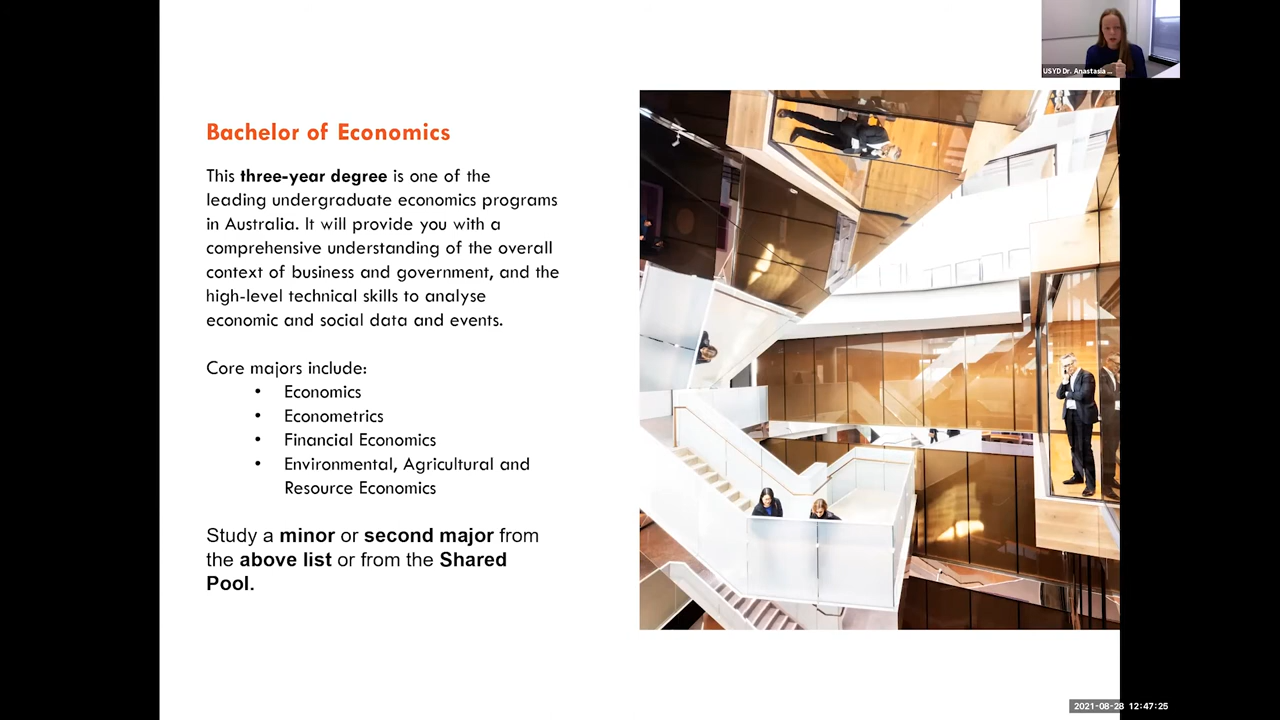 USYD Dr. Anastasia ...
Bachelor of Economics
This three-year degree is one of the
leading undergraduate economics programs
in Australia. It will provide you with a
comprehensive understanding of the overall
context of business and government, and the
high-level technical skills to analyse
economic and social data and events.
Core majors include:
• Economics
• Econometrics
• Financial Economics
• Environmental, Agricultural and
Resource Economics
Study a minor or second major from
the above list or from the Shared
Pool.
2021-08-28 12:47:25